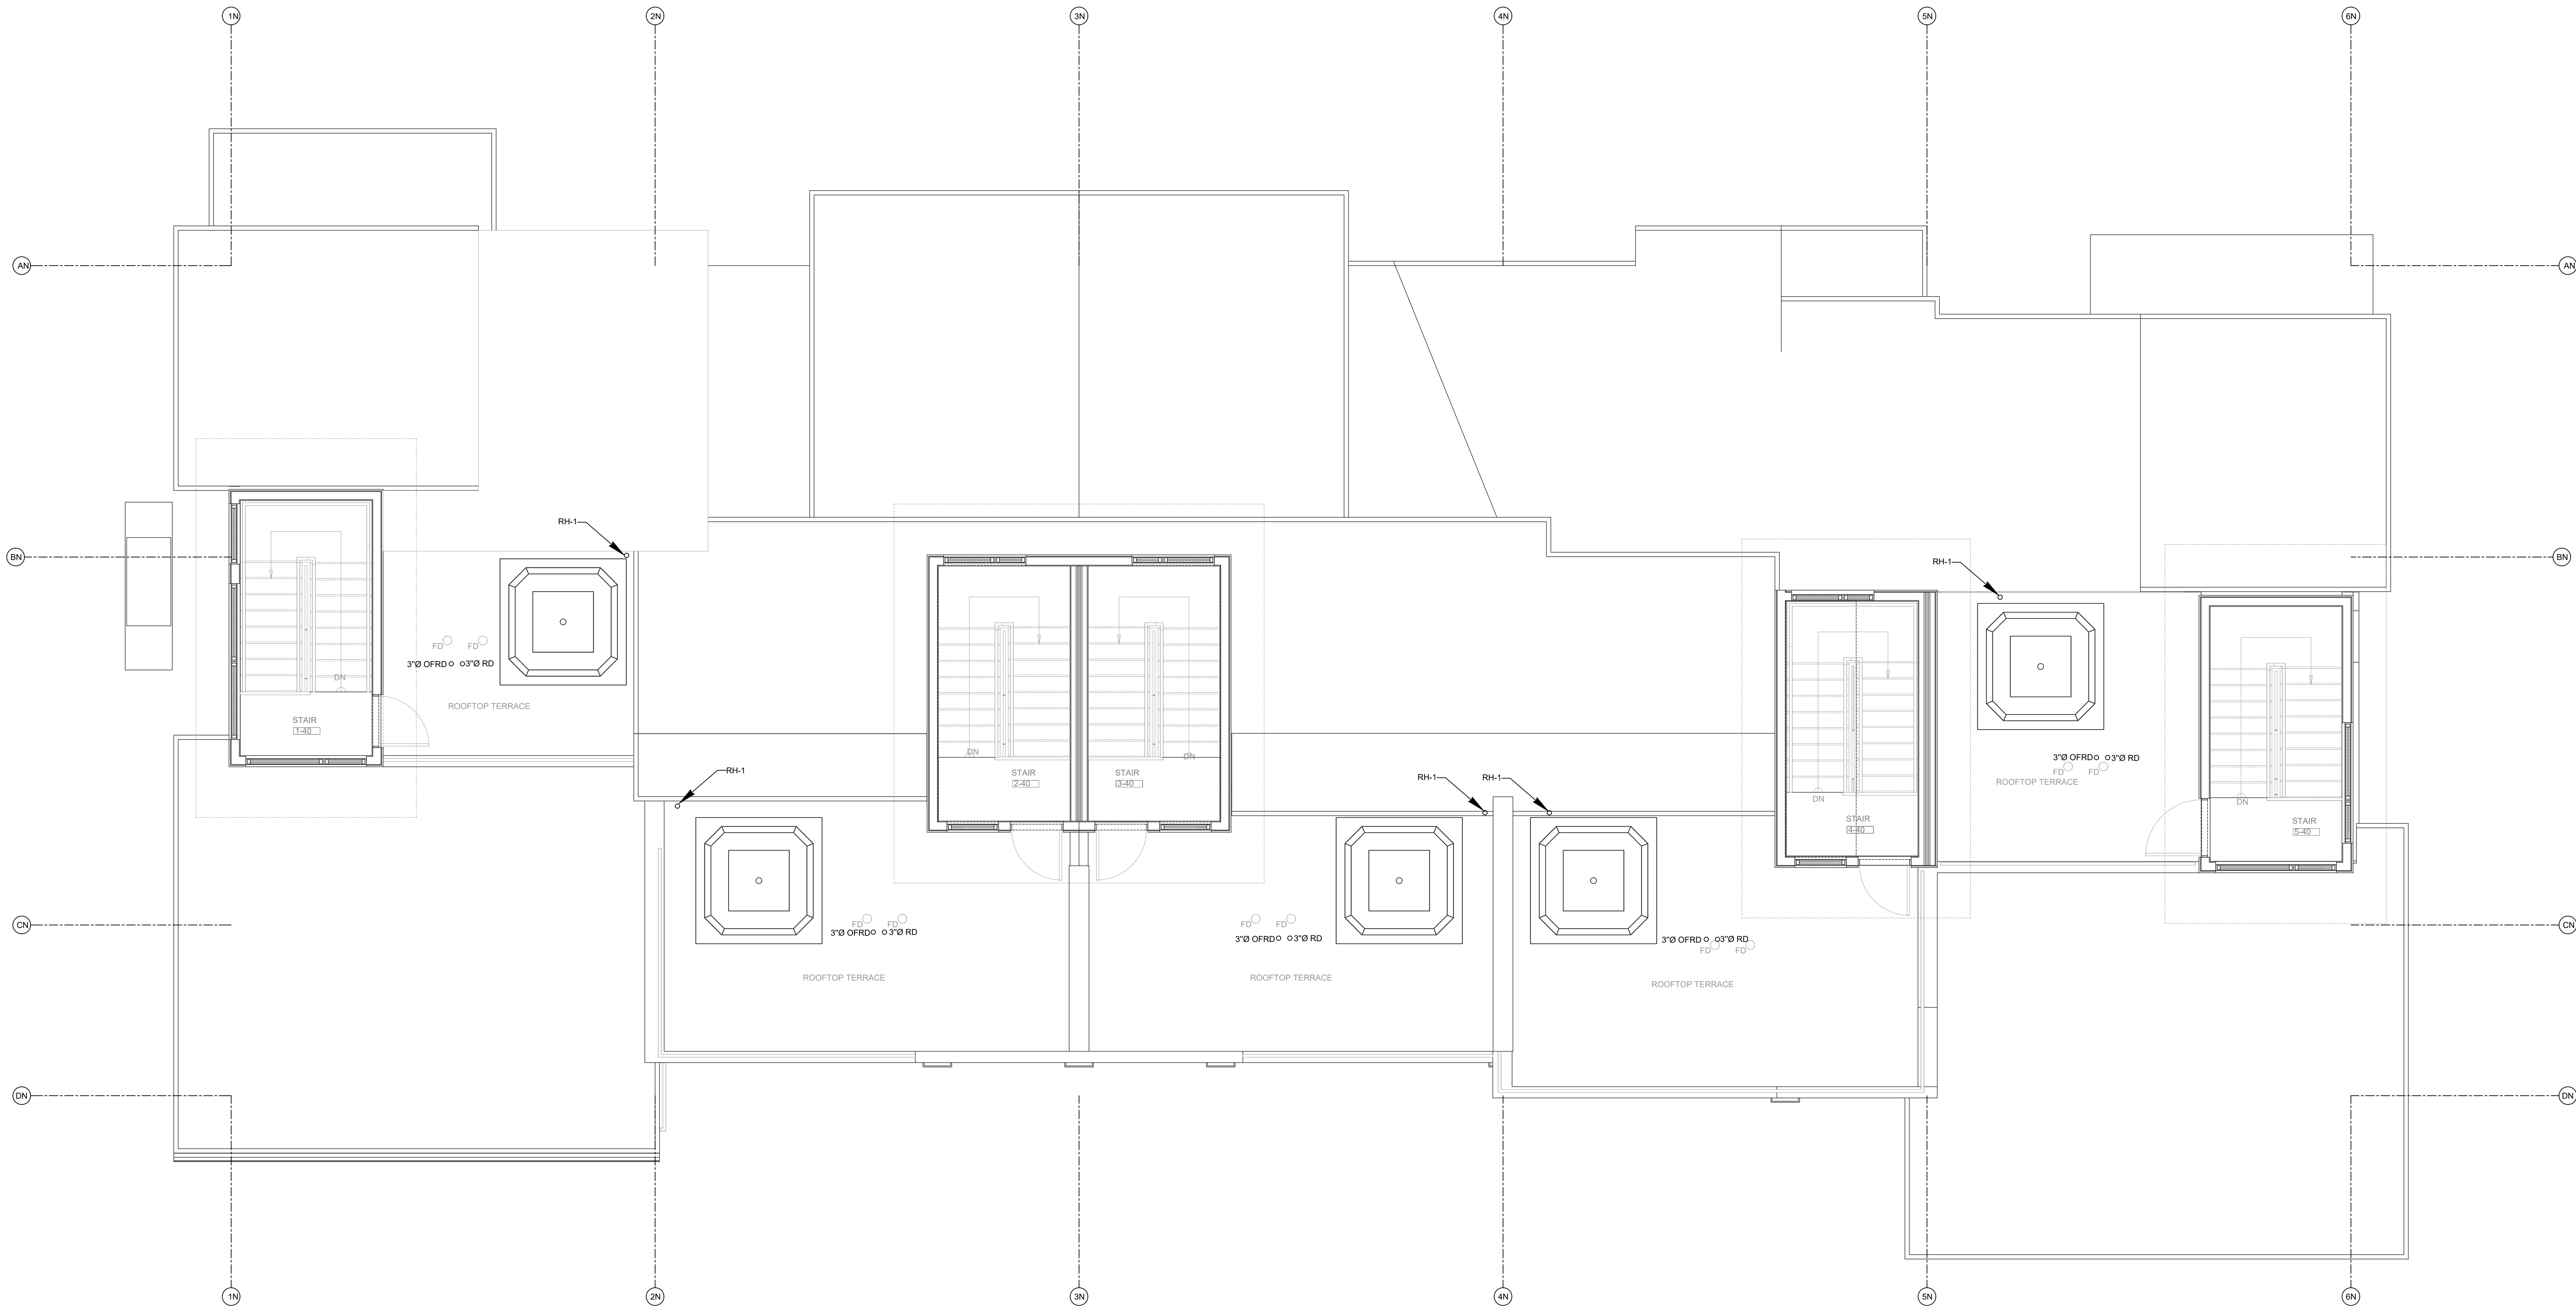 1N
2N
3N
4N
5N
6N
AN
AN
RH-1
BN
BN
RH-1
FD
FD
3"Ø OFRD
3"Ø RD
DN
ROOFTOP TERRACE
STAIR
1-40
DN
DN
STAIR
2-40
STAIR
3-40
RH-1
RH-1
RH-1
3"Ø OFRD
3"Ø RD
FD
FD
ROOFTOP TERRACE
DN
DN
STAIR
4-40
STAIR
5-40
CN
CN
FD
FD
3"Ø OFRD
3"Ø RD
ROOFTOP TERRACE
FD
FD
3"Ø OFRD
3"Ø RD
ROOFTOP TERRACE
3"Ø OFRD
3"Ø RD
FD
FD
ROOFTOP TERRACE
DN
DN
1N
2N
3N
4N
5N
6N